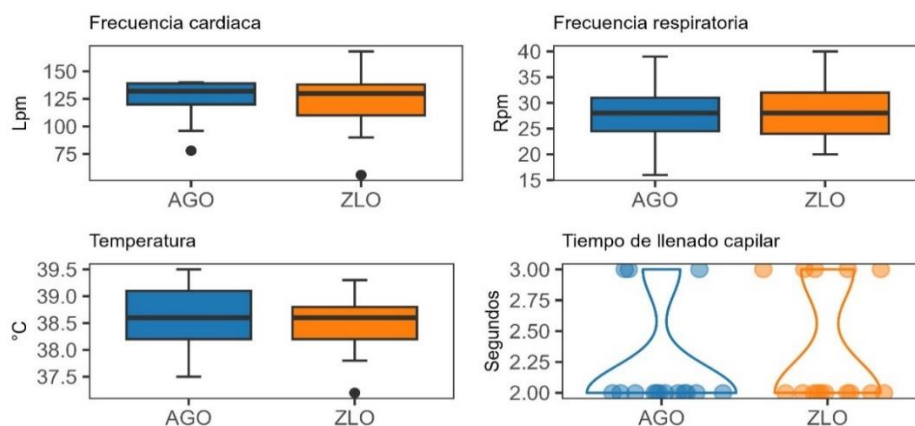 Frecuencia cardiaca
Lpm
150
125
100
75
AGO
ZLO
Frecuencia respiratoria
Rpm
40
35
30
25
20
15
AGO
ZLO
Temperatura
°C
39.5
39.0
38.5
38.0
37.5
AGO
ZLO
Tiempo de llenado capilar
Segundos
3.00
2.75
2.50
2.25
2.00
AGO
ZLO